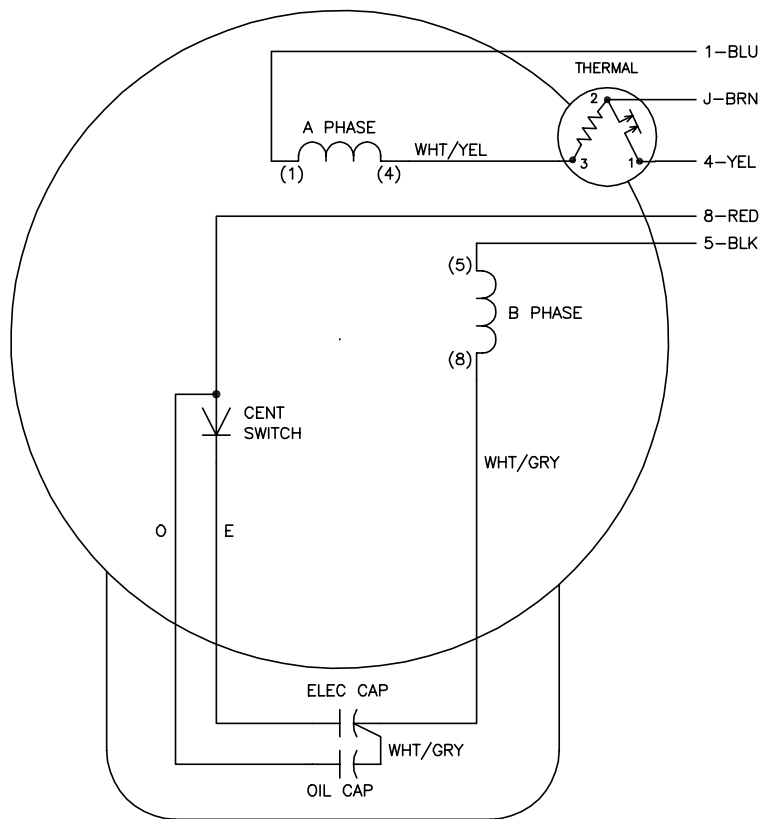 1-BLU
THERMAL
2
J-BRN
A PHASE
WHT/YEL
(1)
(4)
3
1
4-YEL
8-RED
5-BLK
(5)
B PHASE
(8)
CENT
SWITCH
WHT/GRY
O
E
ELEC CAP
WHT/GRY
OIL CAP